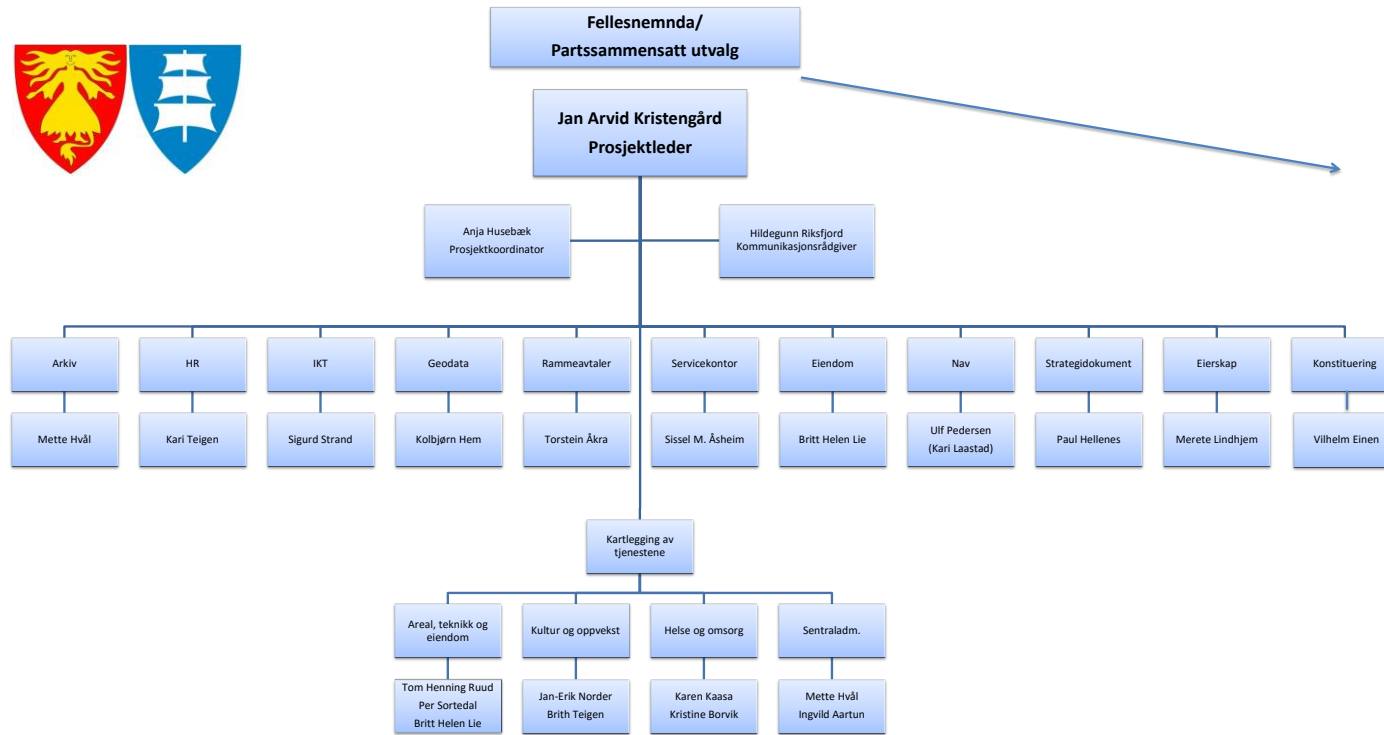 Fellesnemnda/
Partssammensatt utvalg
Jan Arvid Kristengård
Prosjektleder
Anja Husebæk
Prosjektkoordinator
Hildegunn Riksfjord
Kommunikasjonsrådgiver
Arkiv
HR
IKT
Geodata
Rammeavtaler
Servicekontor
Eiendom
Nav
Strategidokument
Eierskap
Konstituering
Mette Hvål
Kari Teigen
Sigurd Strand
Kolbjørn Hem
Torstein Åkra
Sissel M. Åsheim
Britt Helen Lie
Ulf Pedersen
(Kari Laastad)
Paul Hellenes
Merete Lindhjem
Vilhelm Einen
Kartlegging av
tjenestene
Areal, teknikk og
eiendom
Kultur og oppvekst
Helse og omsorg
Sentraladm.
Tom Henning Ruud
Per Sortedal
Britt Helen Lie
Jan-Erik Norder
Brith Teigen
Karen Kaasa
Kristine Borvik
Mette Hvål
Ingvild Aartun